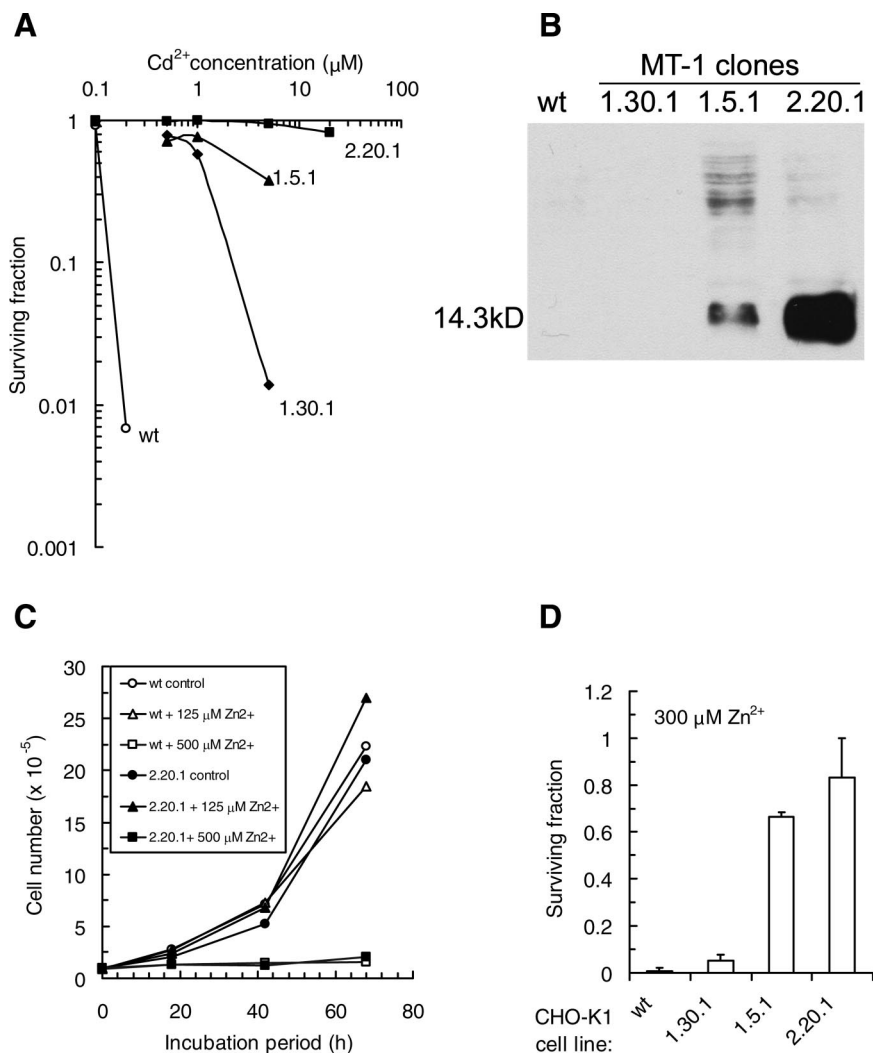 A
Cd2+concentration (µM)
0.1 1 10 100
1
0.1
0.01
0.001
Surviving fraction
2.20.1
1.5.1
1.30.1
wt
B
MT-1 clones
wt 1.30.1 1.5.1 2.20.1
14.3kD
C
30
25
20
15
10
5
0
Cell number (x 10 -5)
wt control
wt + 125 µM Zn2+
wt + 500 µM Zn2+
2.20.1 control
2.20.1 + 125 µM Zn2+
2.20.1+ 500 µM Zn2+
0 20 40 60 80
Incubation period (h)
D
1.2
1
0.8
0.6
0.4
0.2
0
Surviving fraction
300 µM Zn2+
wt 1.30.1 1.5.1 2.20.1
CHO-K1
cell line: